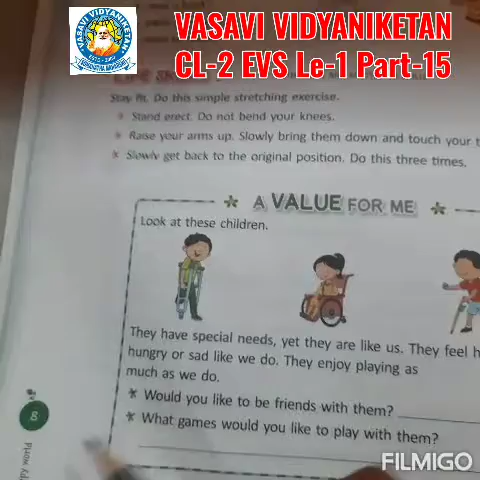 VASAVI VIDYANIKETAN
CL-2 EVS Le-1 Part-15
VASAVI VIDYANIKETAN
Stay fit. Do this simple stretching exercise.
* Stand erect. Do not bend your knees.
* Raise your arms up. Slowly bring them down and touch your t
* Slowly get back to the original position. Do this three times.
* A VALUE FOR ME *
Look at these children.
They have special needs, yet they are like us. They feel h
hungry or sad like we do. They enjoy playing as
much as we do.
* Would you like to be friends with them?
* What games would you like to play with them?
8
py world
FILMIGO